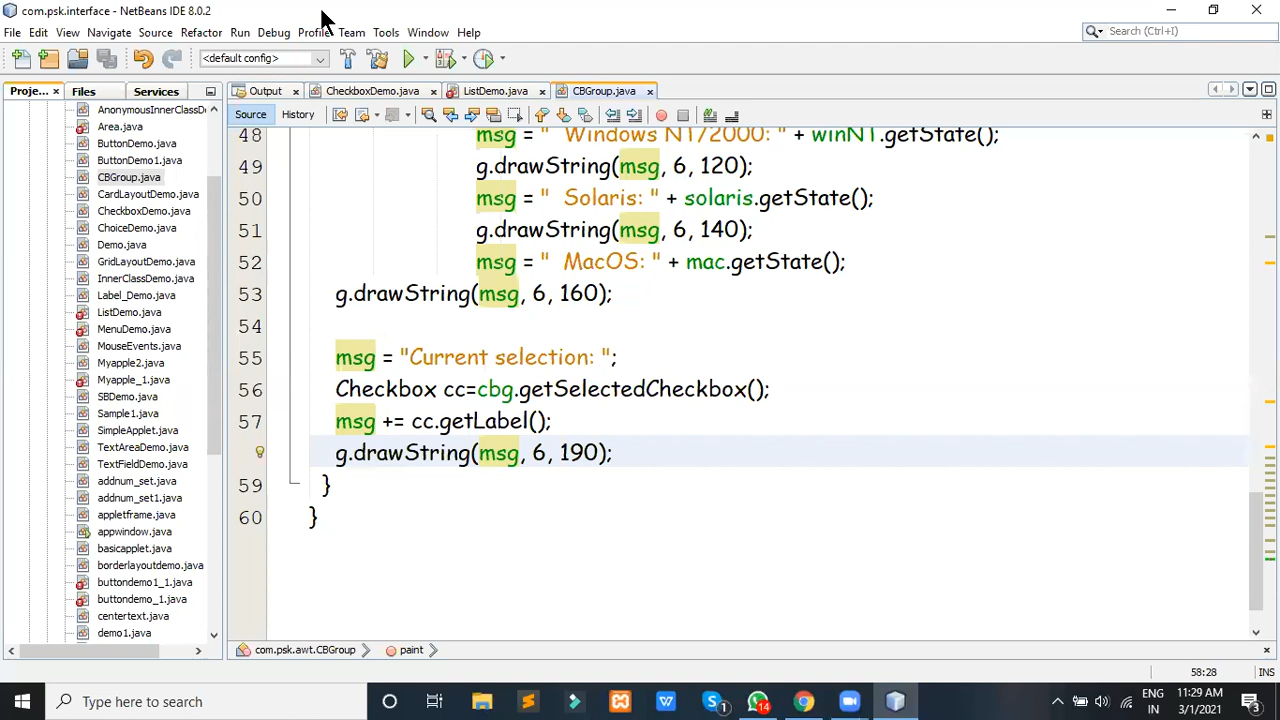 com.psk.interface - NetBeans IDE 8.0.2
File Edit View Navigate Source Refactor Run Debug Profile Team Tools Window Help
Search (Ctrl+I)
<default config>
Proje... Files Services
Output CheckboxDemo.java ListDemo.java CBGroup.java
Source History
AnonymousInnerClassD
Area.java
ButtonDemo.java
ButtonDemo1.java
CBGroup.java
CardLayoutDemo.java
CheckboxDemo.java
ChoiceDemo.java
Demo.java
GridLayoutDemo.java
InnerClassDemo.java
Label_Demo.java
ListDemo.java
MenuDemo.java
MouseEvents.java
Myapple2.java
Myapple_1.java
SBDemo.java
Sample1.java
SimpleApplet.java
TextAreaDemo.java
TextFieldDemo.java
addnum_set1.java
addnum_set1.java
appletframe.java
appwindow.java
basicapplet.java
borderlayoutdemo.java
buttondemo1_1.java
buttondemo_1.java
centertext.java
demo1.java
48 msg = "  Windows NT/2000: " + winNT.getState();
49 g.drawString(msg, 6, 120);
50 msg = "  Solaris: " + solaris.getState();
51 g.drawString(msg, 6, 140);
52 msg = "  MacOS: " + mac.getState();
53 g.drawString(msg, 6, 160);
54
55 msg = "Current selection: ";
56 Checkbox cc=cbg.getSelectedCheckbox();
57 msg += cc.getLabel();
g.drawString(msg, 6, 190);
59 }
60 }
com.psk.awt.CBGroup paint
58:28 INS
Type here to search
1
14
ENG
IN
11:29 AM
3/1/2021
3